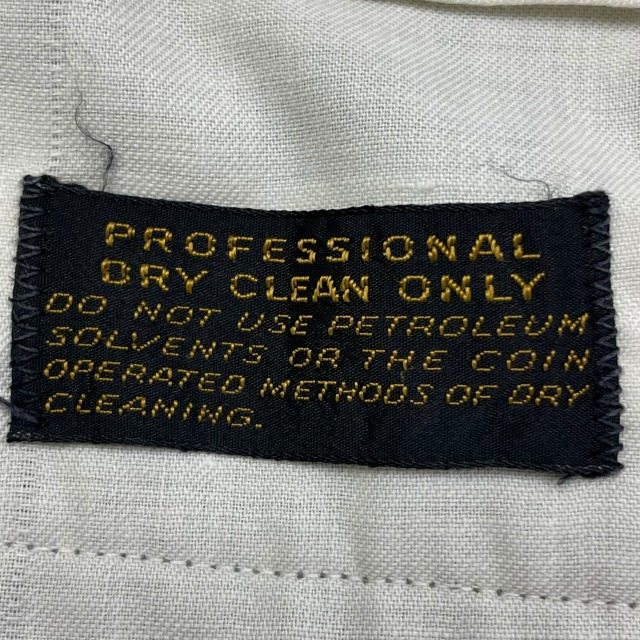 PROFESSIONAL
DRY CLEAN ONLY
DO NOT USE PETROLEUM
SOLVENTS OR THE COIN
OPERATED METHODS OF DRY
CLEANING.